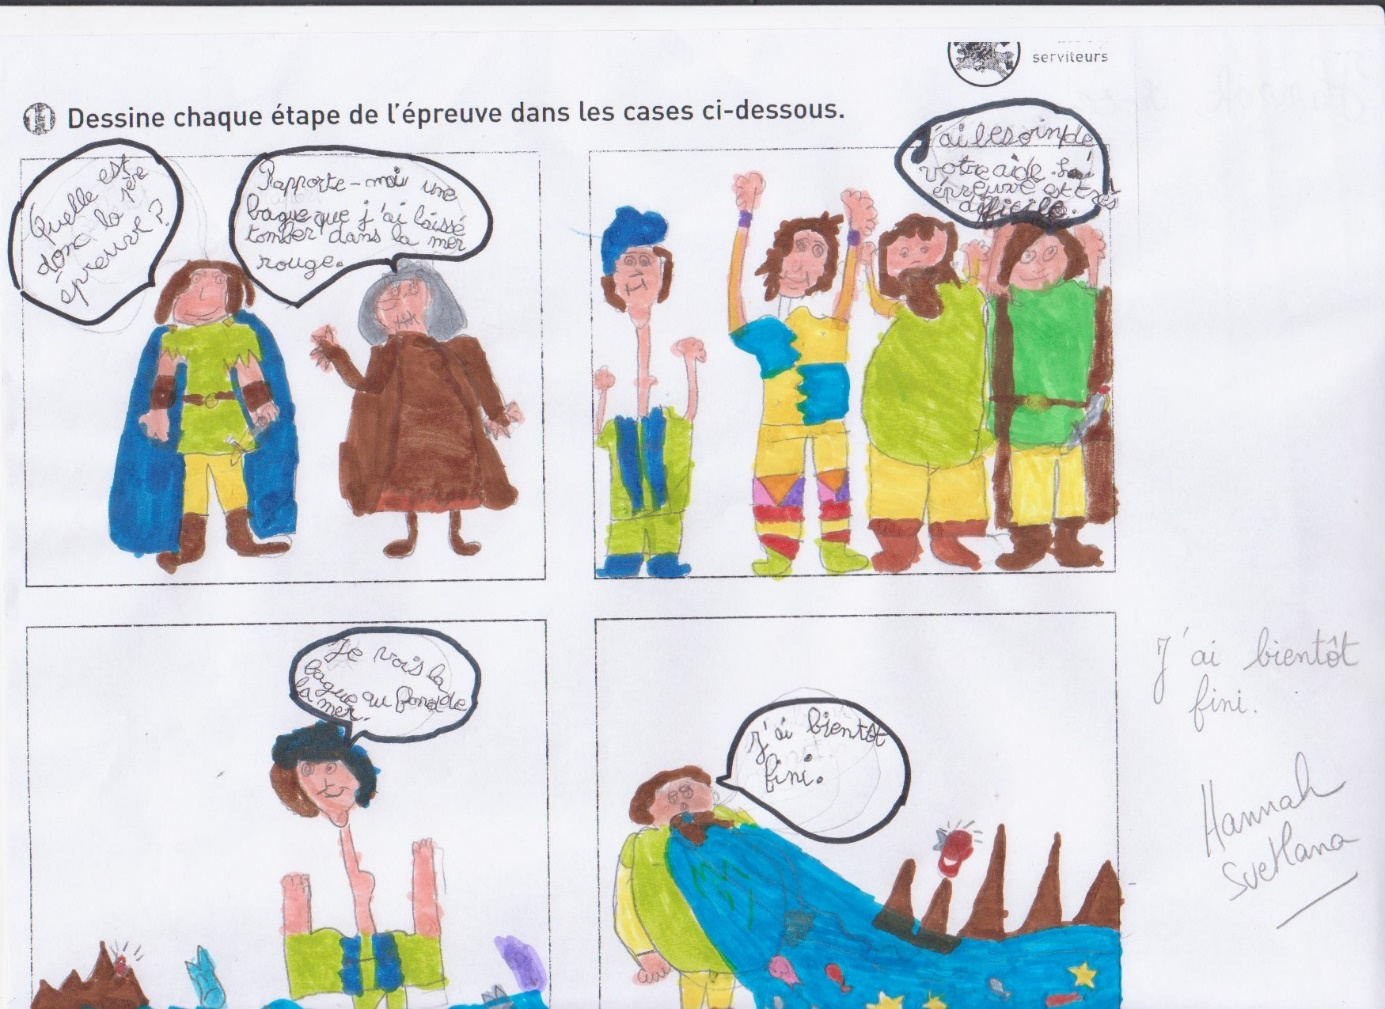 serviteurs
Dessine chaque étape de l'épreuve dans les cases ci-dessous.
Quelle est
donc la 1ère
épreuve?
Rapporte-moi une
bague que j'ai laissé
tomber dans la mer
rouge.
J'ai besoin de
votre aide.
épreuve est très
difficile.
Je vois la
bague au fond de
la mer.
J'ai bientôt
fini.
J'ai bientôt
fini.
Hannah
Svetlana